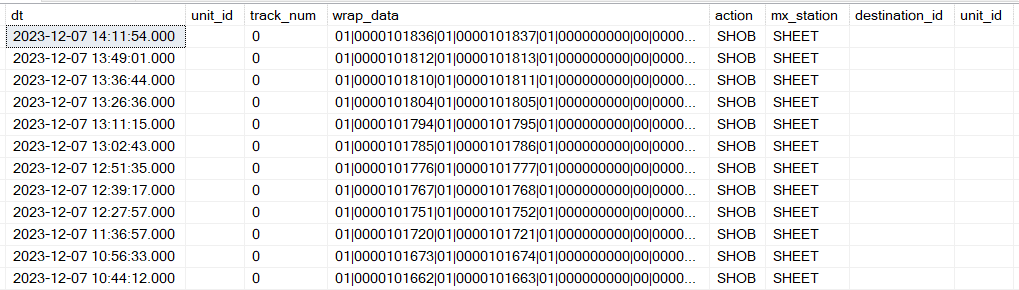 dt unit_id track_num wrap_data action mx_station destination_id unit_id
2023-12-07 14:11:54.000 0 01|0000101836|01|0000101837|01|000000000|00|0000... SHOB SHEET
2023-12-07 13:49:01.000 0 01|0000101812|01|0000101813|01|000000000|00|0000... SHOB SHEET
2023-12-07 13:36:44.000 0 01|0000101810|01|0000101811|01|000000000|00|0000... SHOB SHEET
2023-12-07 13:26:36.000 0 01|0000101804|01|0000101805|01|000000000|00|0000... SHOB SHEET
2023-12-07 13:11:15.000 0 01|0000101794|01|0000101795|01|000000000|00|0000... SHOB SHEET
2023-12-07 13:02:43.000 0 01|0000101785|01|0000101786|01|000000000|00|0000... SHOB SHEET
2023-12-07 12:51:35.000 0 01|0000101776|01|0000101777|01|000000000|00|0000... SHOB SHEET
2023-12-07 12:39:17.000 0 01|0000101767|01|0000101768|01|000000000|00|0000... SHOB SHEET
2023-12-07 12:27:57.000 0 01|0000101751|01|0000101752|01|000000000|00|0000... SHOB SHEET
2023-12-07 11:36:57.000 0 01|0000101720|01|0000101721|01|000000000|00|0000... SHOB SHEET
2023-12-07 10:56:33.000 0 01|0000101673|01|0000101674|01|000000000|00|0000... SHOB SHEET
2023-12-07 10:44:12.000 0 01|0000101662|01|0000101663|01|000000000|00|0000... SHOB SHEET